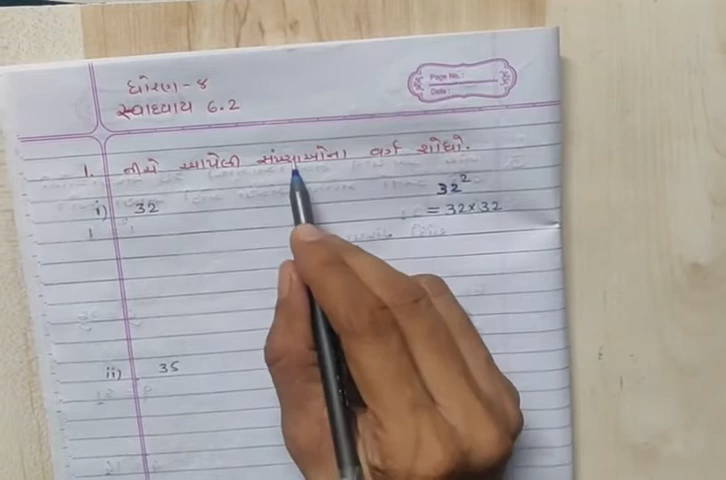 ધોરણ - ૪
સ્વાધ્યાય 6.2
Page No.:
Date:
1. નીચે આપેલી સંખ્યાઓના વર્ગ શોધો.
i) 32
32²
= 32 x 32
ii) 35